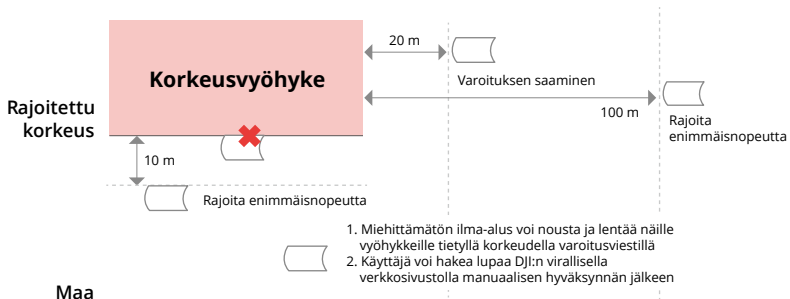 20 m
Korkeusvyöhyke
Varoituksen saaminen
Rajoitettu
korkeus
100 m
Rajoita
enimmäisnopeutta
10 m
Rajoita enimmäisnopeutta
1. Miehittämätön ilma-alus voi nousta ja lentää näille
vyöhykkeille tietyllä korkeudella varoitusviestillä
2. Käyttäjä voi hakea lupaa DJI:n virallisella
verkkosivustolla manuaalisen hyväksynnän jälkeen
Maa